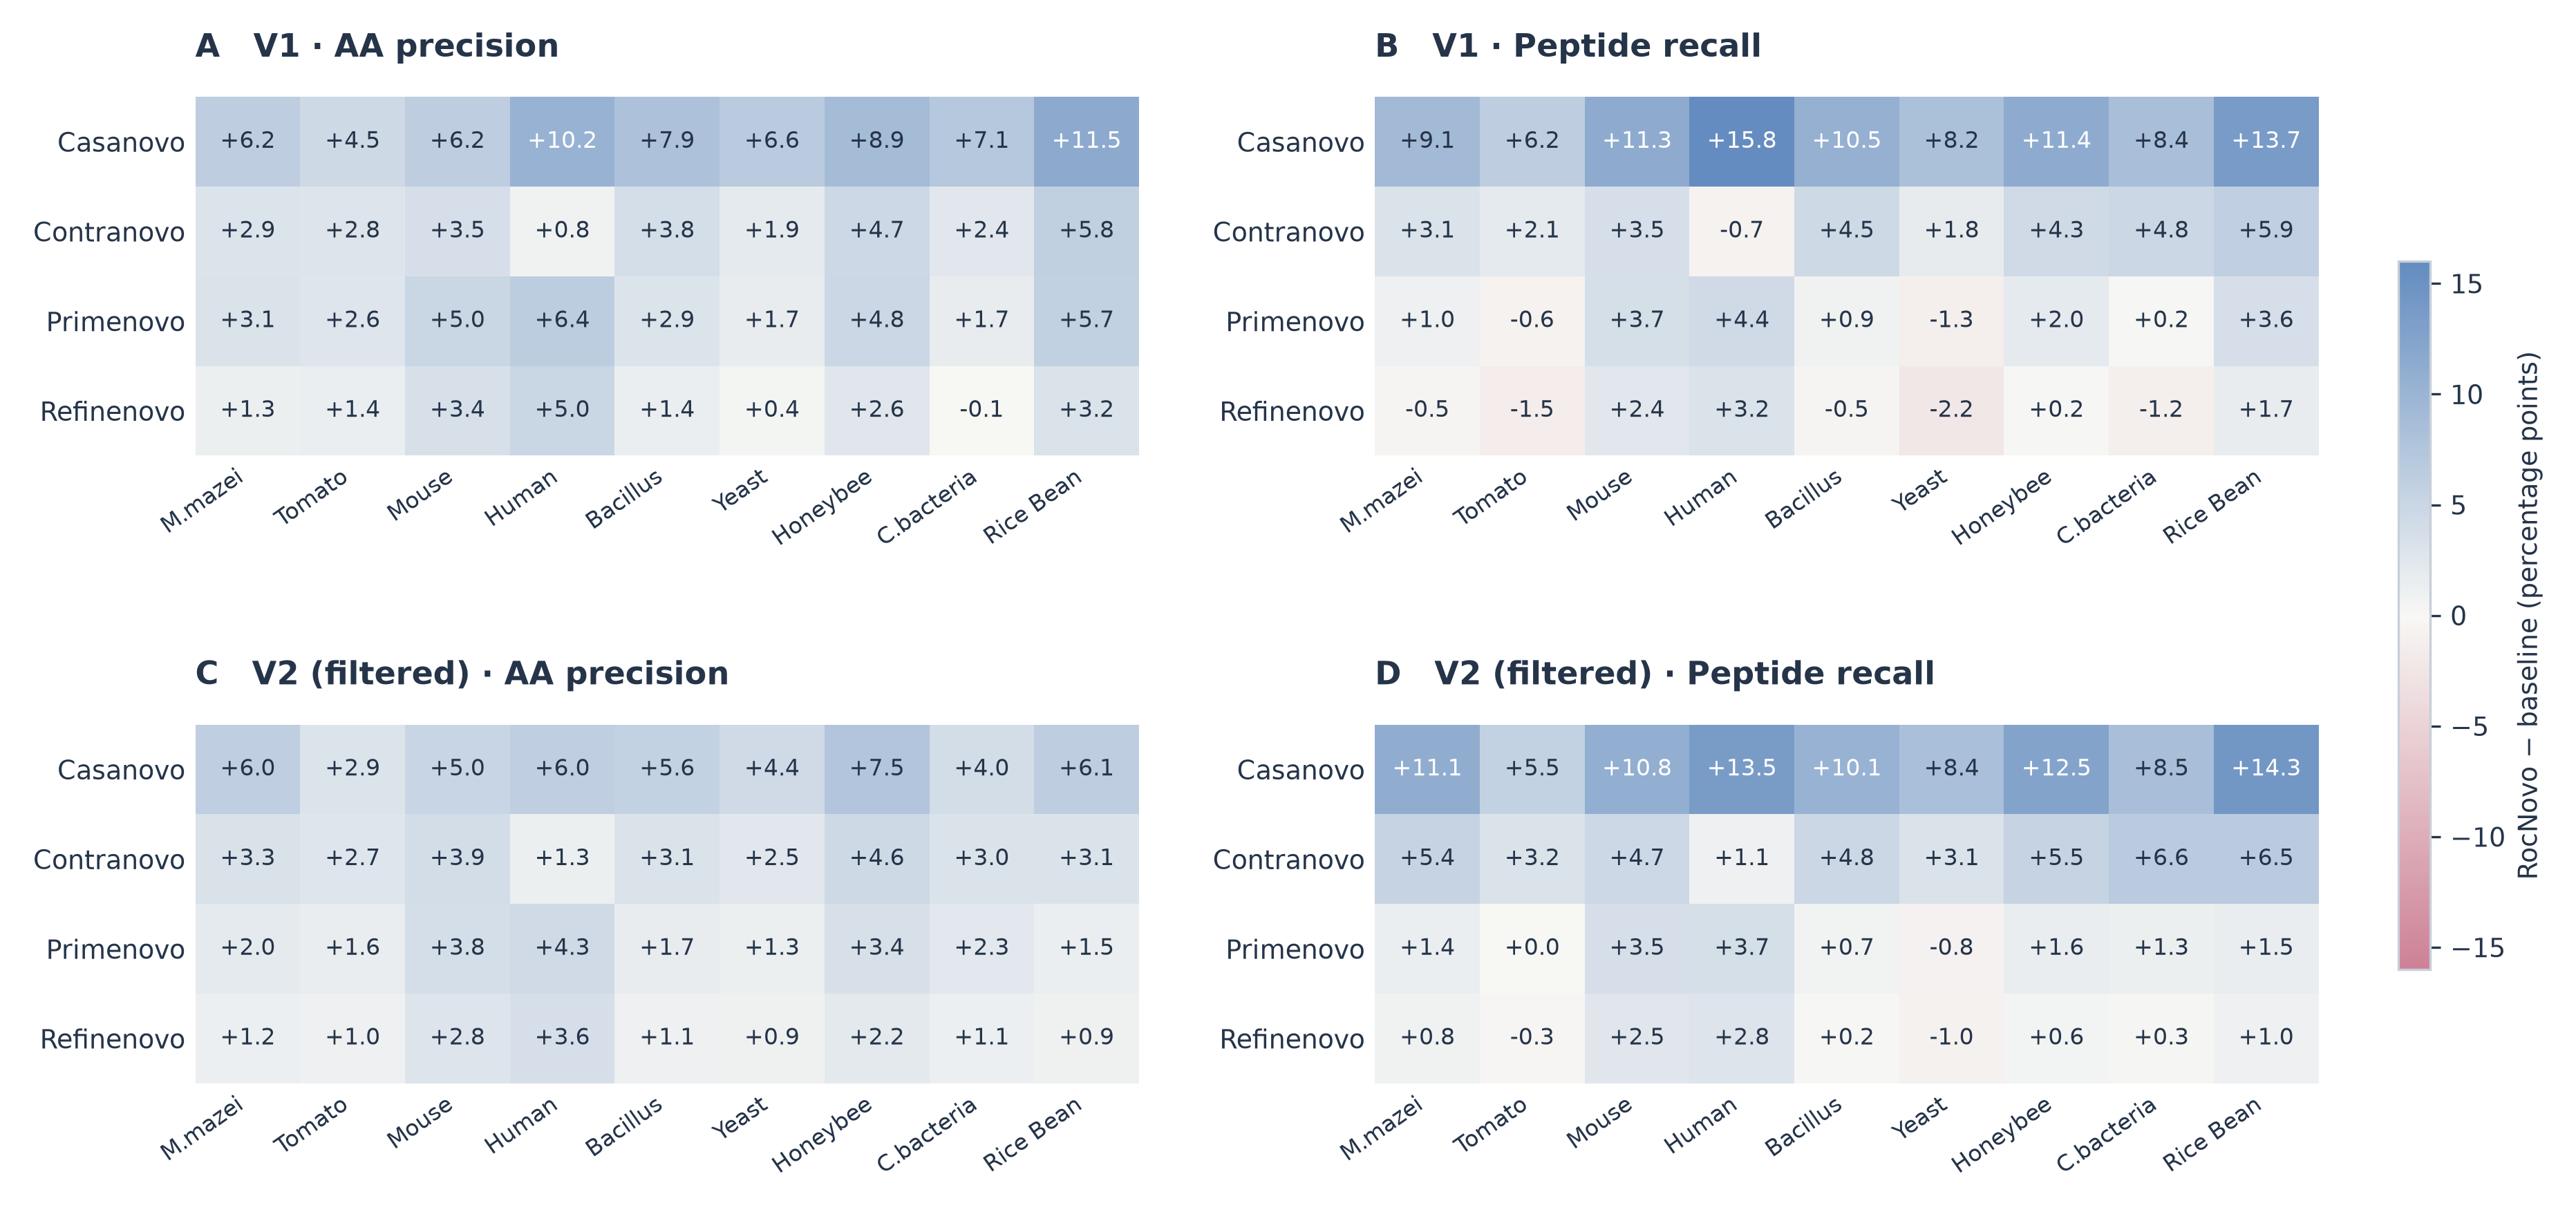 A V1 · AA precision
Casanovo +6.2 +4.5 +6.2 +10.2 +7.9 +6.6 +8.9 +7.1 +11.5
Contranovo +2.9 +2.8 +3.5 +0.8 +3.8 +1.9 +4.7 +2.4 +5.8
Primenovo +3.1 +2.6 +5.0 +6.4 +2.9 +1.7 +4.8 +1.7 +5.7
Refinenovo +1.3 +1.4 +3.4 +5.0 +1.4 +0.4 +2.6 -0.1 +3.2
M.mazei Tomato Mouse Human Bacillus Yeast Honeybee C.bacteria Rice Bean
B V1 · Peptide recall
Casanovo +9.1 +6.2 +11.3 +15.8 +10.5 +8.2 +11.4 +8.4 +13.7
Contranovo +3.1 +2.1 +3.5 -0.7 +4.5 +1.8 +4.3 +4.8 +5.9
Primenovo +1.0 -0.6 +3.7 +4.4 +0.9 -1.3 +2.0 +0.2 +3.6
Refinenovo -0.5 -1.5 +2.4 +3.2 -0.5 -2.2 +0.2 -1.2 +1.7
M.mazei Tomato Mouse Human Bacillus Yeast Honeybee C.bacteria Rice Bean
C V2 (filtered) · AA precision
Casanovo +6.0 +2.9 +5.0 +6.0 +5.6 +4.4 +7.5 +4.0 +6.1
Contranovo +3.3 +2.7 +3.9 +1.3 +3.1 +2.5 +4.6 +3.0 +3.1
Primenovo +2.0 +1.6 +3.8 +4.3 +1.7 +1.3 +3.4 +2.3 +1.5
Refinenovo +1.2 +1.0 +2.8 +3.6 +1.1 +0.9 +2.2 +1.1 +0.9
M.mazei Tomato Mouse Human Bacillus Yeast Honeybee C.bacteria Rice Bean
D V2 (filtered) · Peptide recall
Casanovo +11.1 +5.5 +10.8 +13.5 +10.1 +8.4 +12.5 +8.5 +14.3
Contranovo +5.4 +3.2 +4.7 +1.1 +4.8 +3.1 +5.5 +6.6 +6.5
Primenovo +1.4 +0.0 +3.5 +3.7 +0.7 -0.8 +1.6 +1.3 +1.5
Refinenovo +0.8 -0.3 +2.5 +2.8 +0.2 -1.0 +0.6 +0.3 +1.0
M.mazei Tomato Mouse Human Bacillus Yeast Honeybee C.bacteria Rice Bean
15
10
5
0
−5
−10
−15
RocNovo − baseline (percentage points)